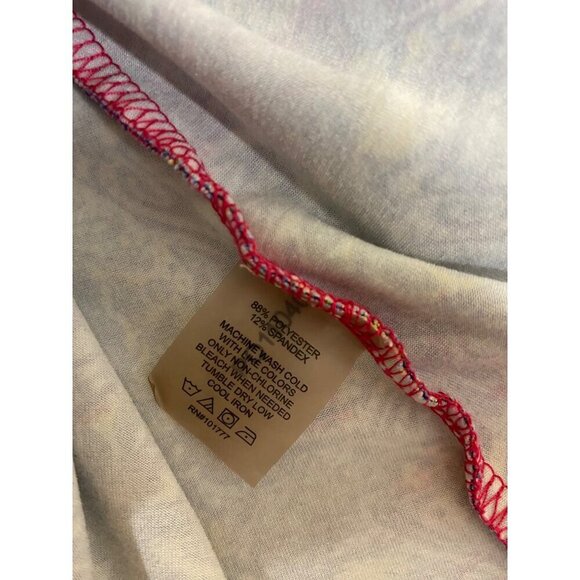 88% POLYESTER
12% SPANDEX
MACHINE WASH COLD
WITH LIKE COLORS
ONLY NON-CHLORINE
BLEACH WHEN NEEDED
TUMBLE DRY LOW
COOL IRON
RN#101777